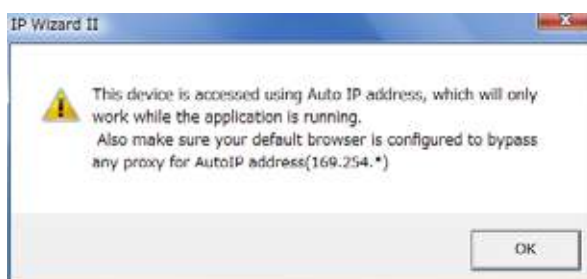 IP Wizard II
This device is accessed using Auto IP address, which will only
work while the application is running.
Also make sure your default browser is configured to bypass
any proxy for AutoIP address(169.254.*)
OK